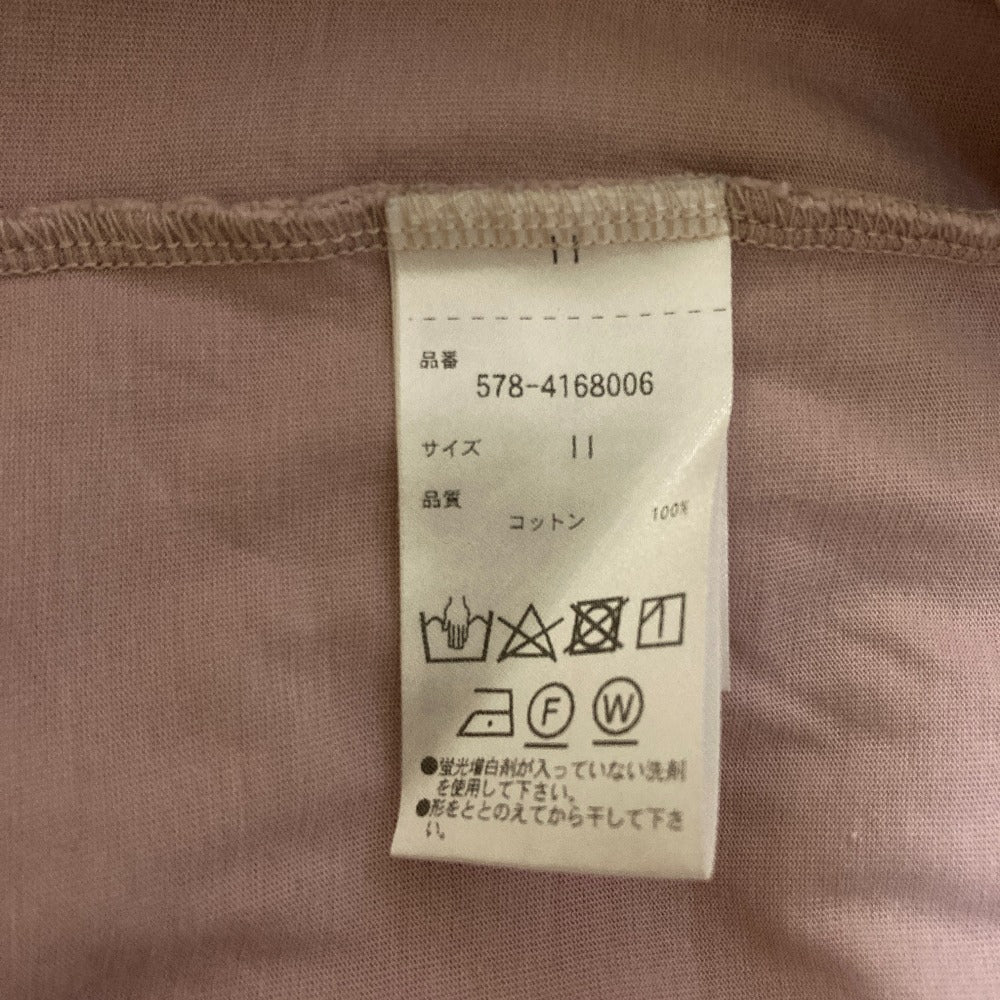 11
品番
578-4168006
サイズ 11
品質
コットン 100%
F W
●蛍光増白剤が入っていない洗剤
を使用して下さい。
●形をととのえてから干して下さ
い。